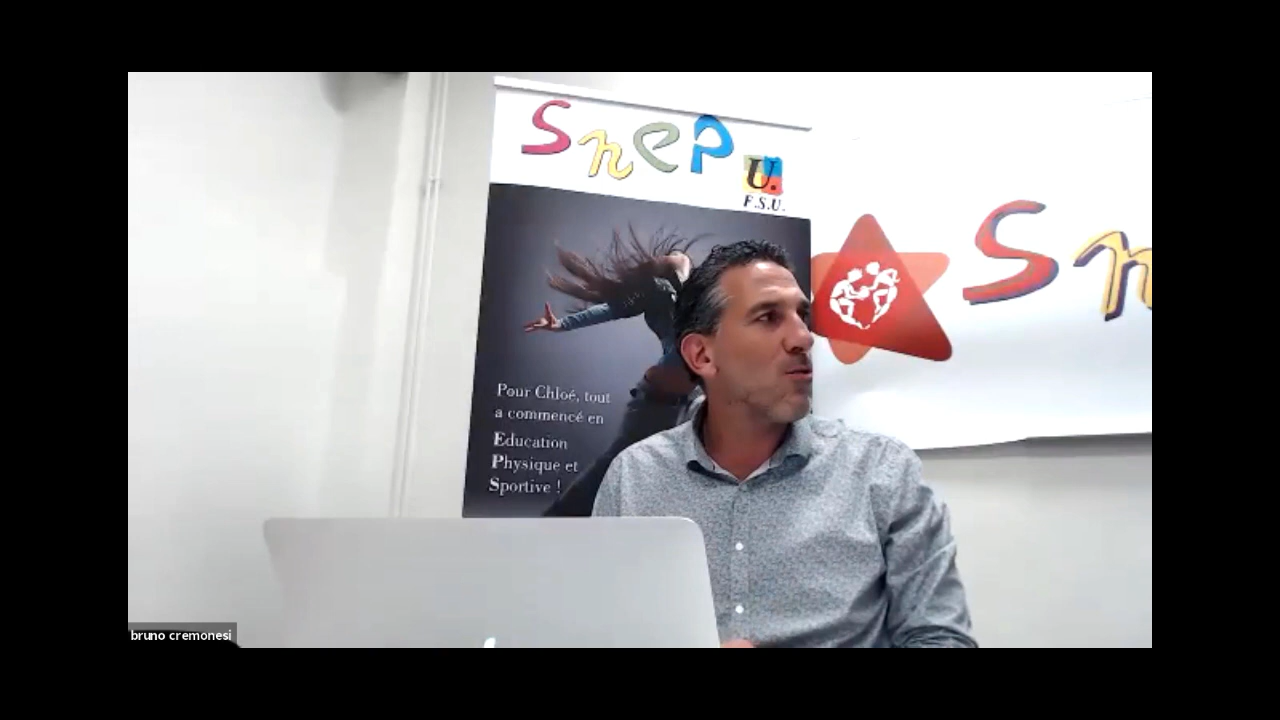 SnEP
U.
F.S.U.
Sn
Pour Chloé, tout
a commencé en
Education
Physique et
Sportive !
bruno cremonesi